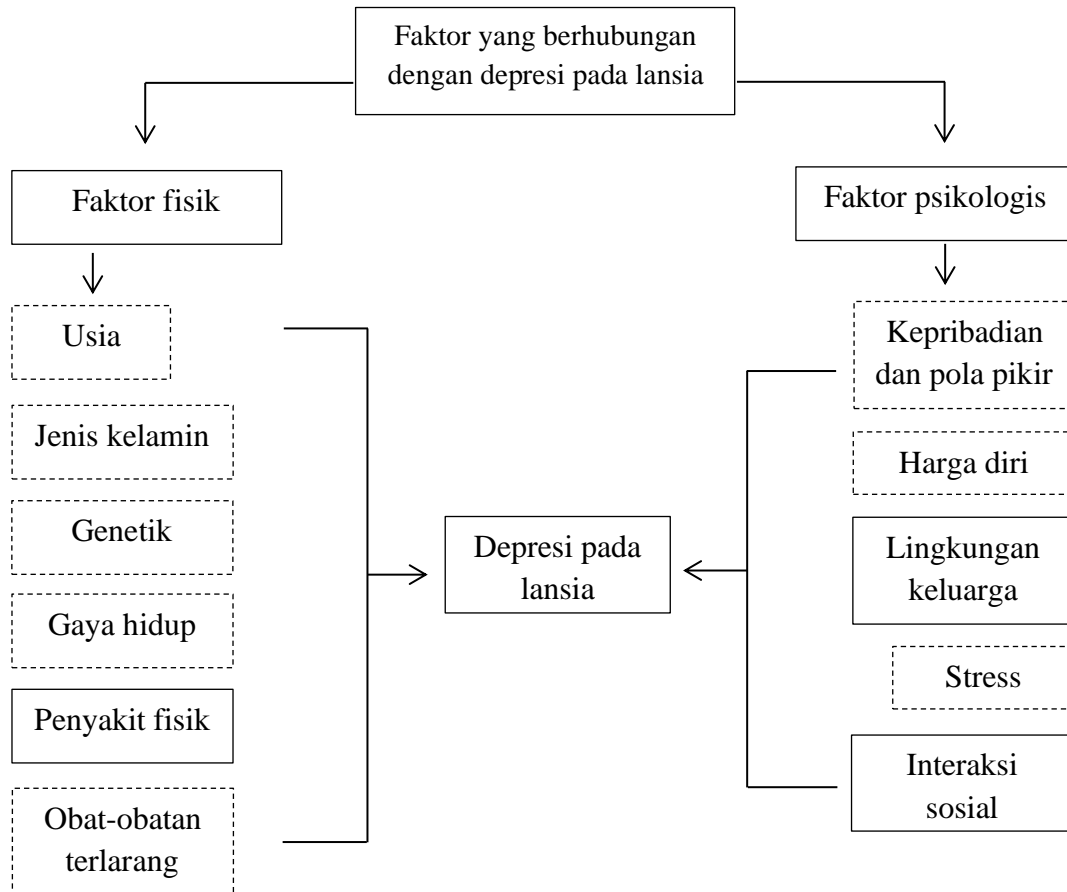 Faktor yang berhubungan
dengan depresi pada lansia
Faktor fisik
Faktor psikologis
Usia
Jenis kelamin
Genetik
Gaya hidup
Penyakit fisik
Obat-obatan
terlarang
Depresi pada
lansia
Kepribadian
dan pola pikir
Harga diri
Lingkungan
keluarga
Stress
Interaksi
sosial